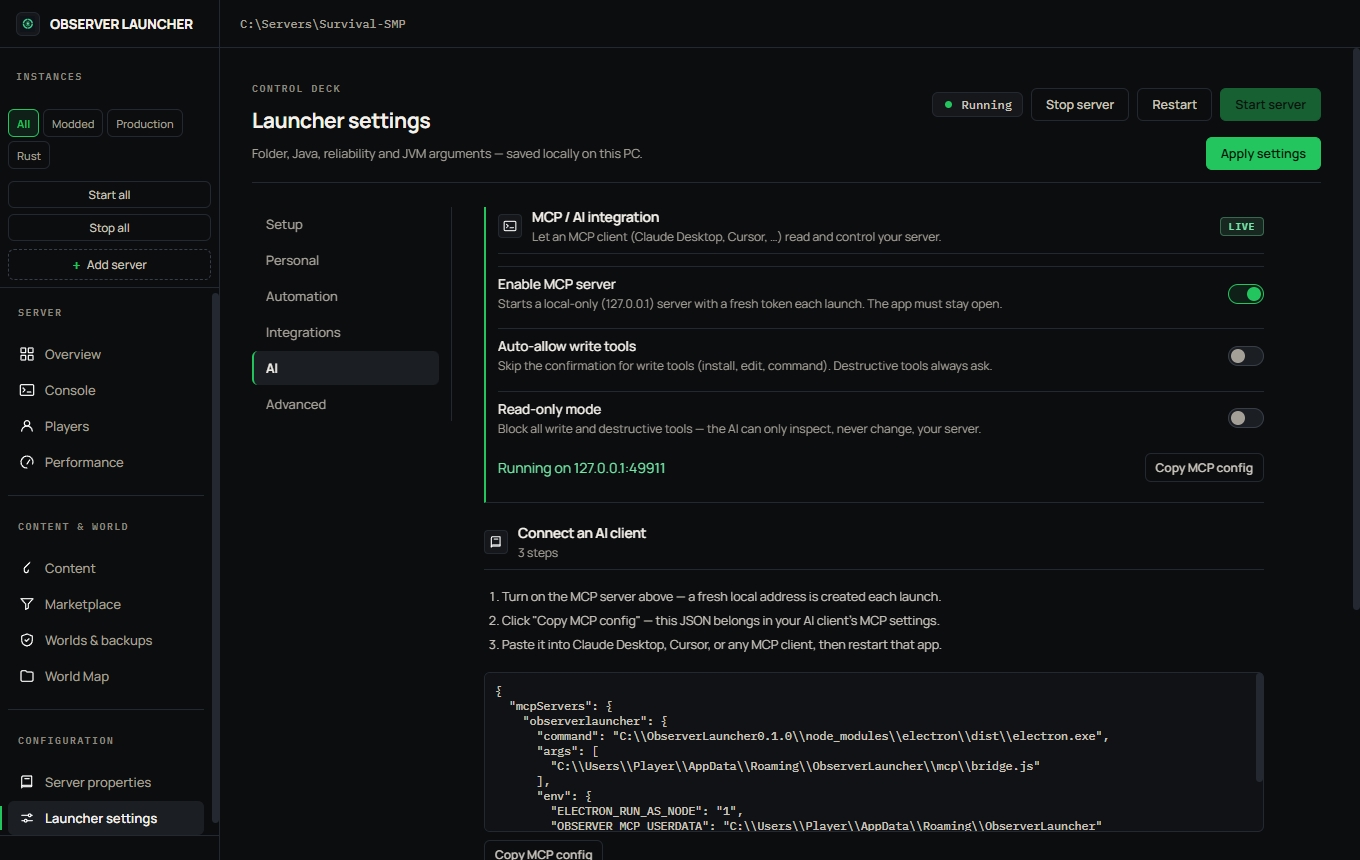 OBSERVER LAUNCHER
C:\Servers\Survival-SMP
INSTANCES
All
Modded
Production
Rust
Start all
Stop all
+ Add server
SERVER
Overview
Console
Players
Performance
CONTENT & WORLD
Content
Marketplace
Worlds & backups
World Map
CONFIGURATION
Server properties
Launcher settings
CONTROL DECK
Launcher settings
Folder, Java, reliability and JVM arguments — saved locally on this PC.
Running
Stop server
Restart
Start server
Apply settings
Setup
Personal
Automation
Integrations
AI
Advanced
MCP / AI integration
Let an MCP client (Claude Desktop, Cursor, …) read and control your server.
LIVE
Enable MCP server
Starts a local-only (127.0.0.1) server with a fresh token each launch. The app must stay open.
Auto-allow write tools
Skip the confirmation for write tools (install, edit, command). Destructive tools always ask.
Read-only mode
Block all write and destructive tools — the AI can only inspect, never change, your server.
Running on 127.0.0.1:49911
Copy MCP config
Connect an AI client
3 steps
1. Turn on the MCP server above — a fresh local address is created each launch.
2. Click "Copy MCP config" — this JSON belongs in your AI client's MCP settings.
3. Paste it into Claude Desktop, Cursor, or any MCP client, then restart that app.
{
"mcpServers": {
"observerlauncher": {
"command": "C:\\ObserverLauncher0.1.0\\node_modules\\electron\\dist\\electron.exe",
"args": [
"C:\\Users\\Player\\AppData\\Roaming\\ObserverLauncher\\mcp\\bridge.js"
],
"env": {
"ELECTRON_RUN_AS_NODE": "1",
"OBSERVER_MCP_USERDATA": "C:\\Users\\Player\\AppData\\Roaming\\ObserverLauncher"
Copy MCP config